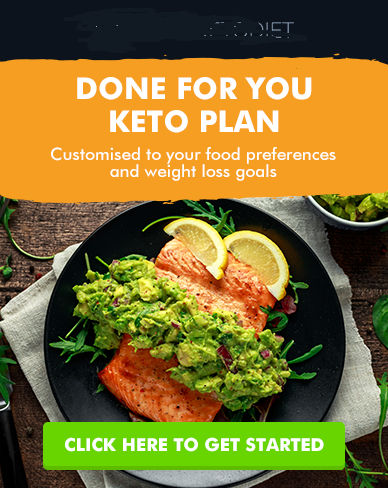 DONE FOR YOU
KETO PLAN
Customised to your food preferences
and weight loss goals
CLICK HERE TO GET STARTED